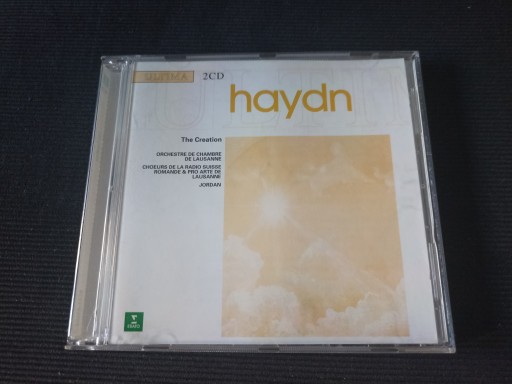 ULTIMA 2CD
haydn
The Creation
ORCHESTRE DE CHAMBRE
DE LAUSANNE
CHOEURS DE LA RADIO SUISSE
ROMANDE & PRO ARTE DE
LAUSANNE
JORDAN
ERATO